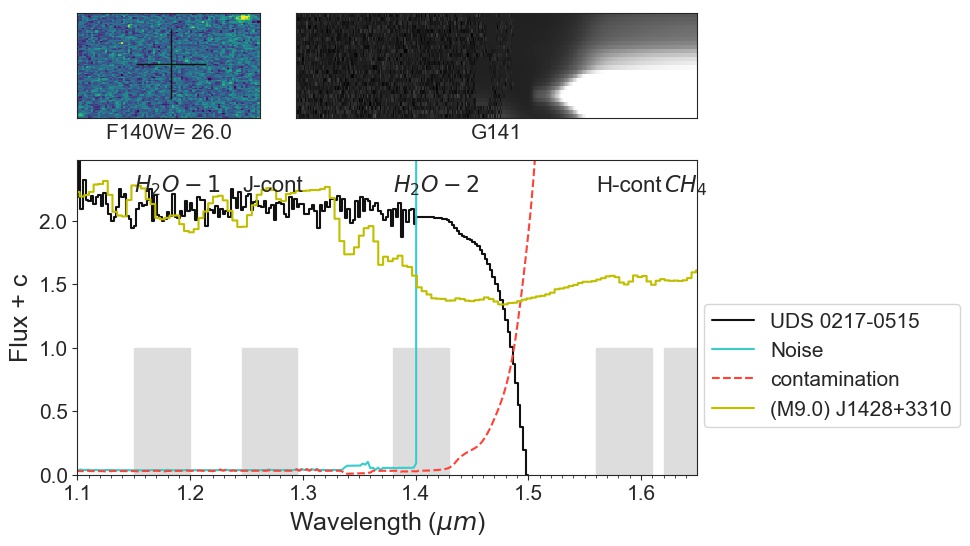 F140W= 26.0
G141
H₂O − 1
J-cont
H₂O − 2
H-cont
CH₄
2.0
1.5
1.0
0.5
0.0
Flux + c
1.1
1.2
1.3
1.4
1.5
1.6
Wavelength (μm)
UDS 0217-0515
Noise
contamination
(M9.0) J1428+3310